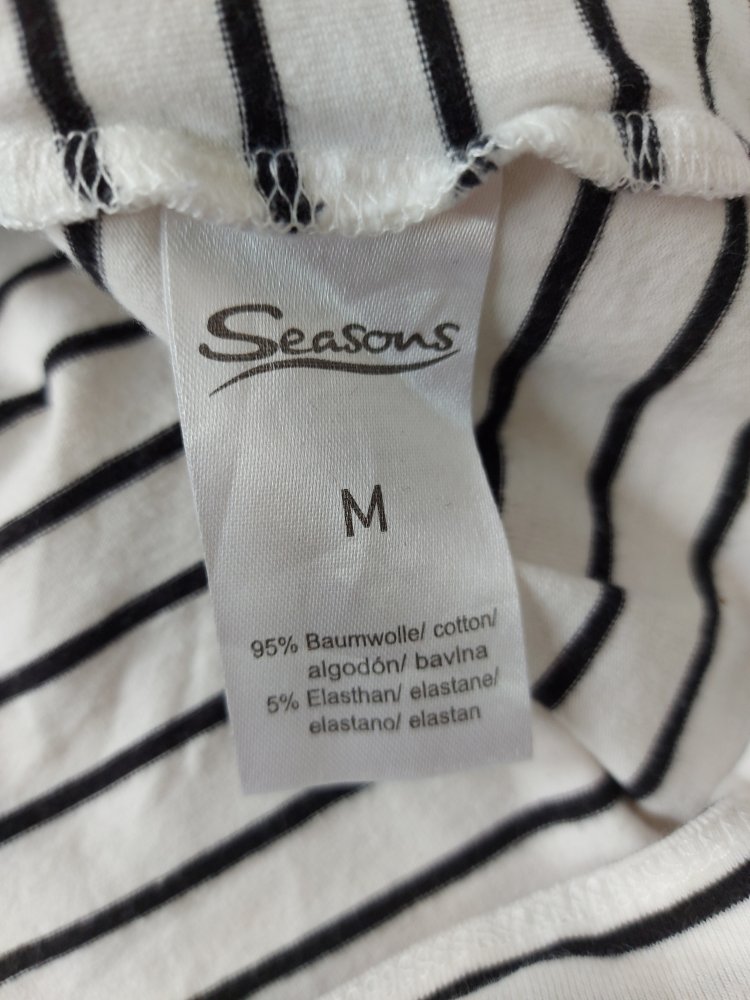 Seasons
M
95% Baumwolle/ cotton/
algodón/ bavlna
5% Elasthan/ elastane/
elastano/ elastan